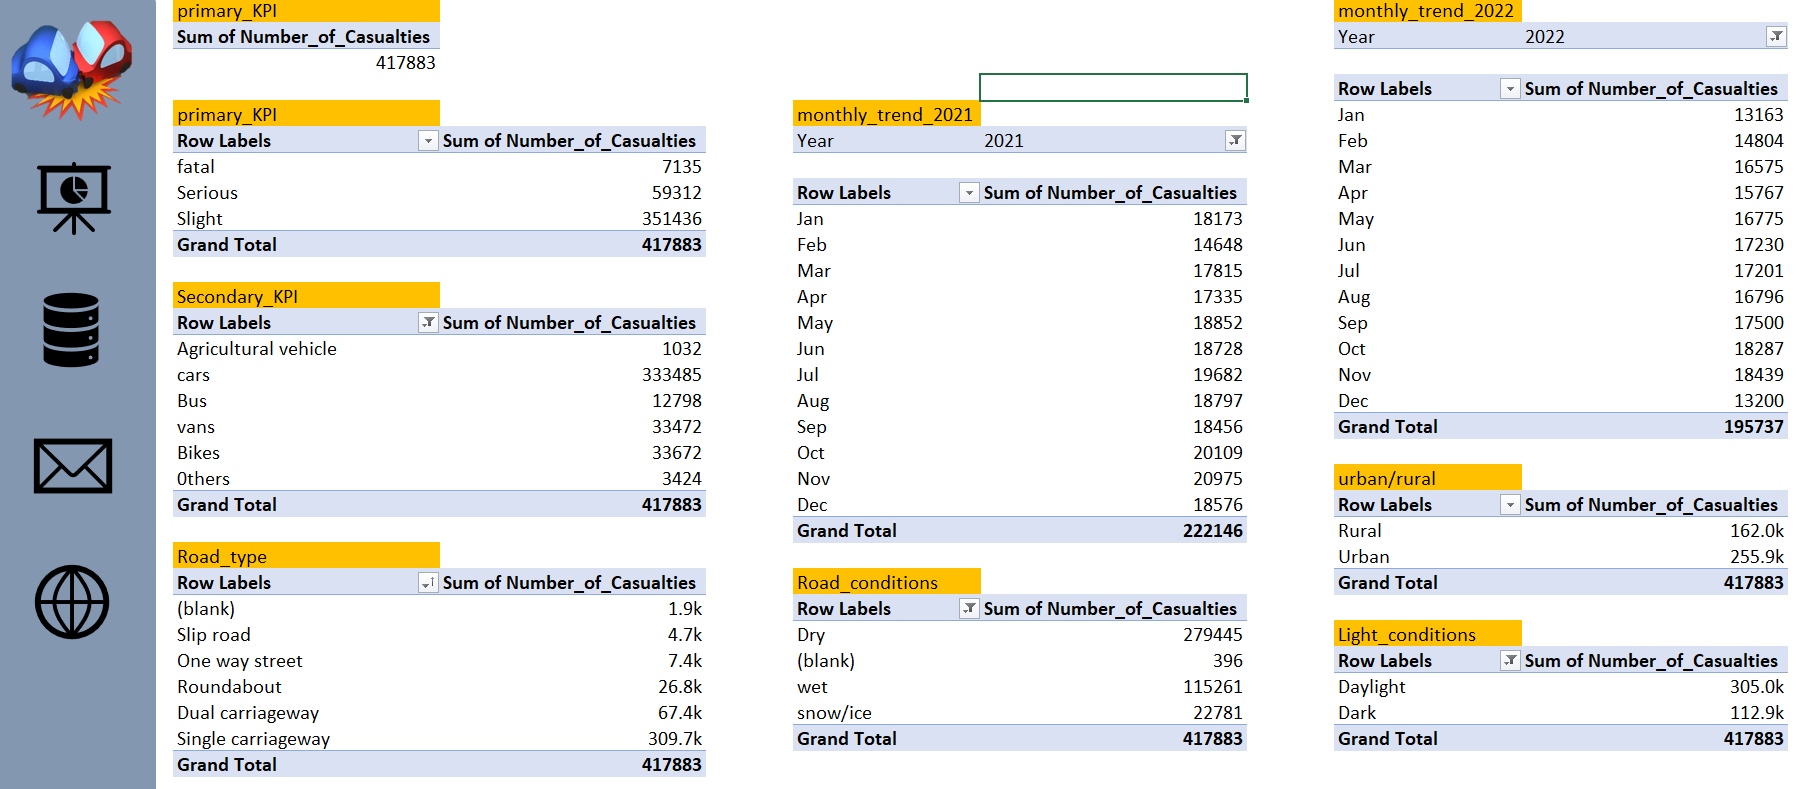 primary_KPI
Sum of Number_of_Casualties
417883
primary_KPI
Row Labels Sum of Number_of_Casualties
fatal 7135
Serious 59312
Slight 351436
Grand Total 417883
Secondary_KPI
Row Labels Sum of Number_of_Casualties
Agricultural vehicle 1032
cars 333485
Bus 12798
vans 33472
Bikes 33672
0thers 3424
Grand Total 417883
Road_type
Row Labels Sum of Number_of_Casualties
(blank) 1.9k
Slip road 4.7k
One way street 7.4k
Roundabout 26.8k
Dual carriageway 67.4k
Single carriageway 309.7k
Grand Total 417883
monthly_trend_2021
Year 2021
Row Labels Sum of Number_of_Casualties
Jan 18173
Feb 14648
Mar 17815
Apr 17335
May 18852
Jun 18728
Jul 19682
Aug 18797
Sep 18456
Oct 20109
Nov 20975
Dec 18576
Grand Total 222146
Road_conditions
Row Labels Sum of Number_of_Casualties
Dry 279445
(blank) 396
wet 115261
snow/ice 22781
Grand Total 417883
monthly_trend_2022
Year 2022
Row Labels Sum of Number_of_Casualties
Jan 13163
Feb 14804
Mar 16575
Apr 15767
May 16775
Jun 17230
Jul 17201
Aug 16796
Sep 17500
Oct 18287
Nov 18439
Dec 13200
Grand Total 195737
urban/rural
Row Labels Sum of Number_of_Casualties
Rural 162.0k
Urban 255.9k
Grand Total 417883
Light_conditions
Row Labels Sum of Number_of_Casualties
Daylight 305.0k
Dark 112.9k
Grand Total 417883